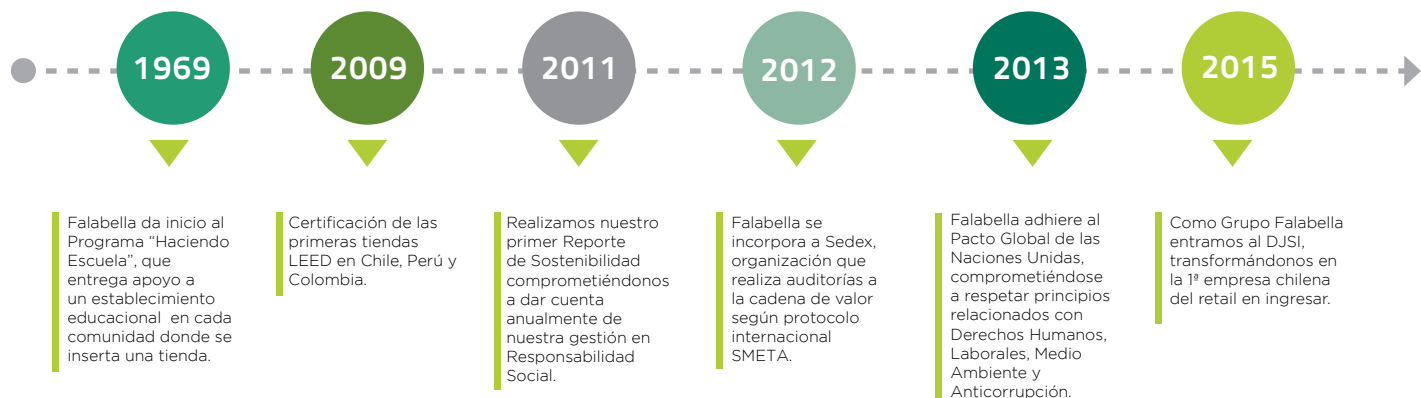 1969
2009
2011
2012
2013
2015
Falabella da inicio al
Programa “Haciendo
Escuela”, que
entrega apoyo a
un establecimiento
educacional en cada
comunidad donde se
inserta una tienda.
Certificación de las
primeras tiendas
LEED en Chile, Perú y
Colombia.
Realizamos nuestro
primer Reporte
de Sostenibilidad
comprometiéndonos
a dar cuenta
anualmente de
nuestra gestión en
Responsabilidad
Social.
Falabella se
incorpora a Sedex,
organización que
realiza auditorías a
la cadena de valor
según protocolo
internacional
SMETA.
Falabella adhiere al
Pacto Global de las
Naciones Unidas,
comprometiéndose
a respetar principios
relacionados con
Derechos Humanos,
Laborales, Medio
Ambiente y
Anticorrupción.
Como Grupo Falabella
entramos al DJSI,
transformándonos en
la 1ª empresa chilena
del retail en ingresar.